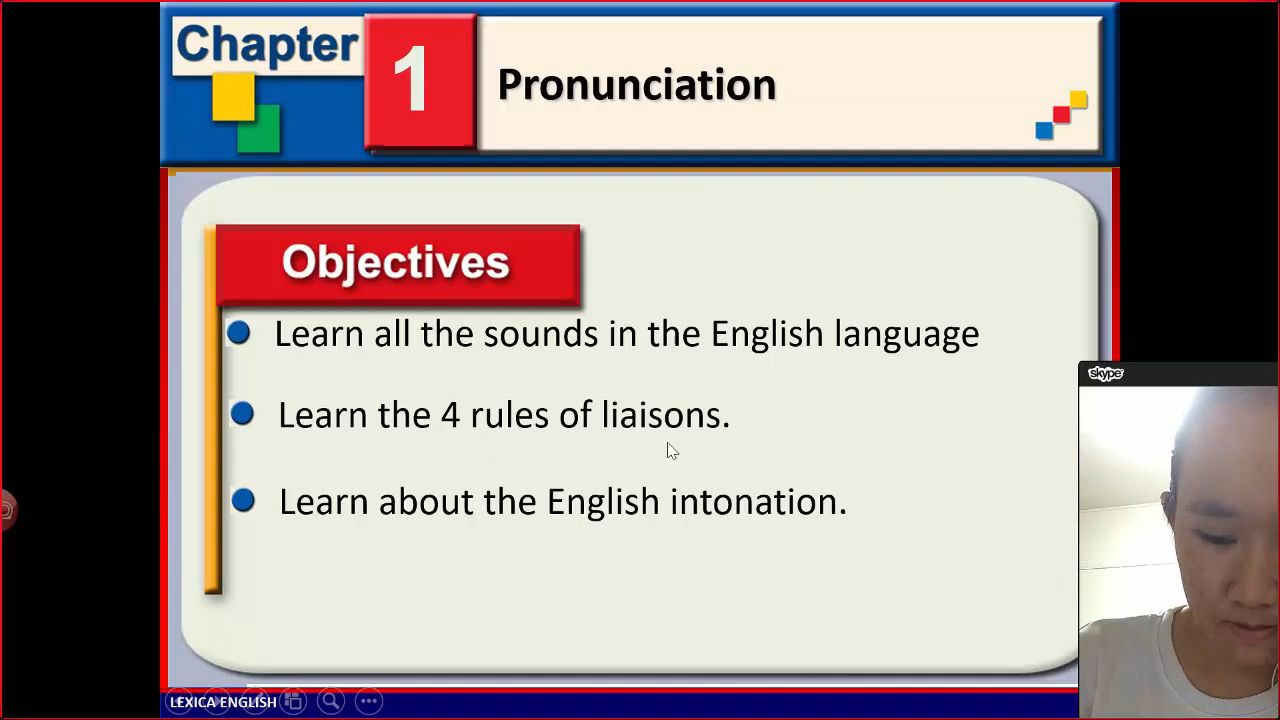 Chapter
1
Pronunciation
Objectives
Learn all the sounds in the English language
skype
Learn the 4 rules of liaisons.
Learn about the English intonation.
LEXICA ENGLISH